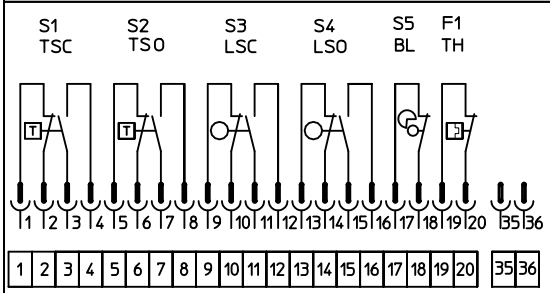 S1 S2 S3 S4 S5 F1
TSC TSO LSC LSO BL TH
T T
1 2 3 4 5 6 7 8 9 10 11 12 13 14 15 16 17 18 19 20 35 36
1 2 3 4 5 6 7 8 9 10 11 12 13 14 15 16 17 18 19 20 35 36